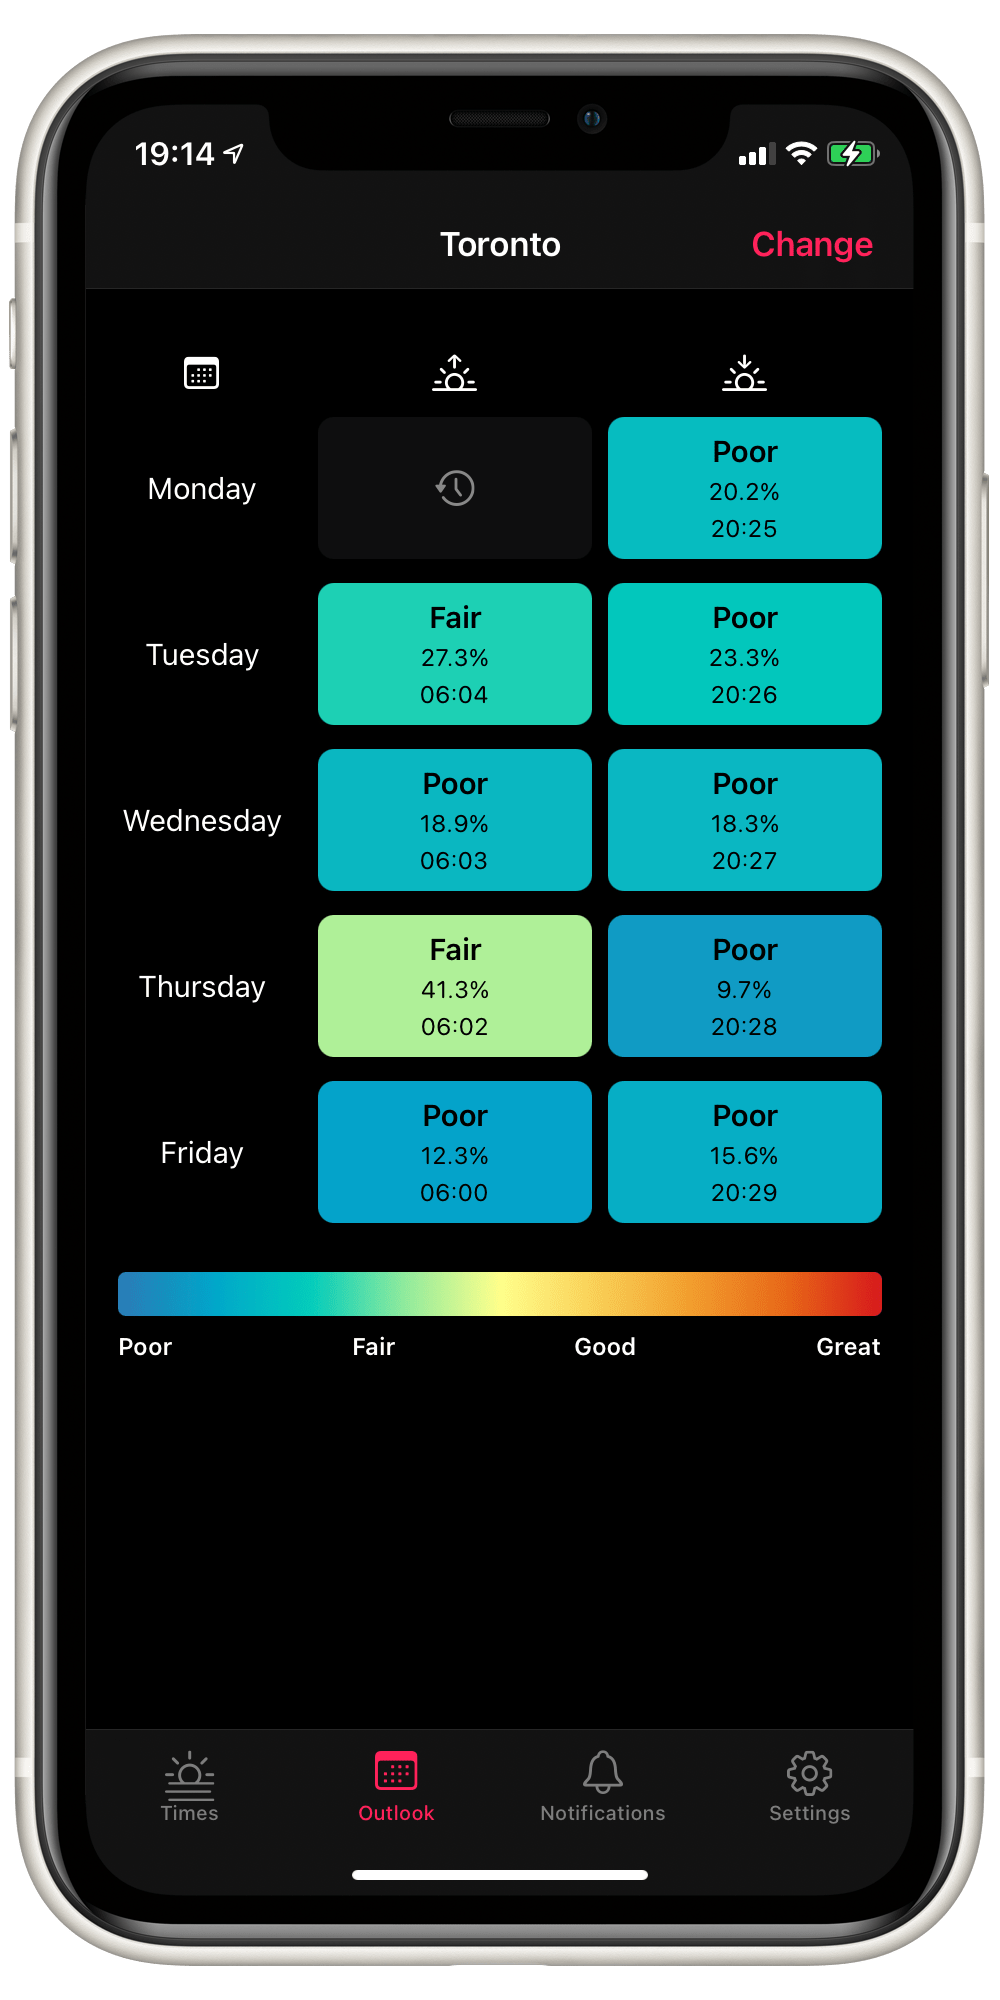 19:14
Toronto
Change
Monday
Poor
20.2%
20:25
Tuesday
Fair
27.3%
06:04
Poor
23.3%
20:26
Wednesday
Poor
18.9%
06:03
Poor
18.3%
20:27
Thursday
Fair
41.3%
06:02
Poor
9.7%
20:28
Friday
Poor
12.3%
06:00
Poor
15.6%
20:29
Poor Fair Good Great
Times Outlook Notifications Settings